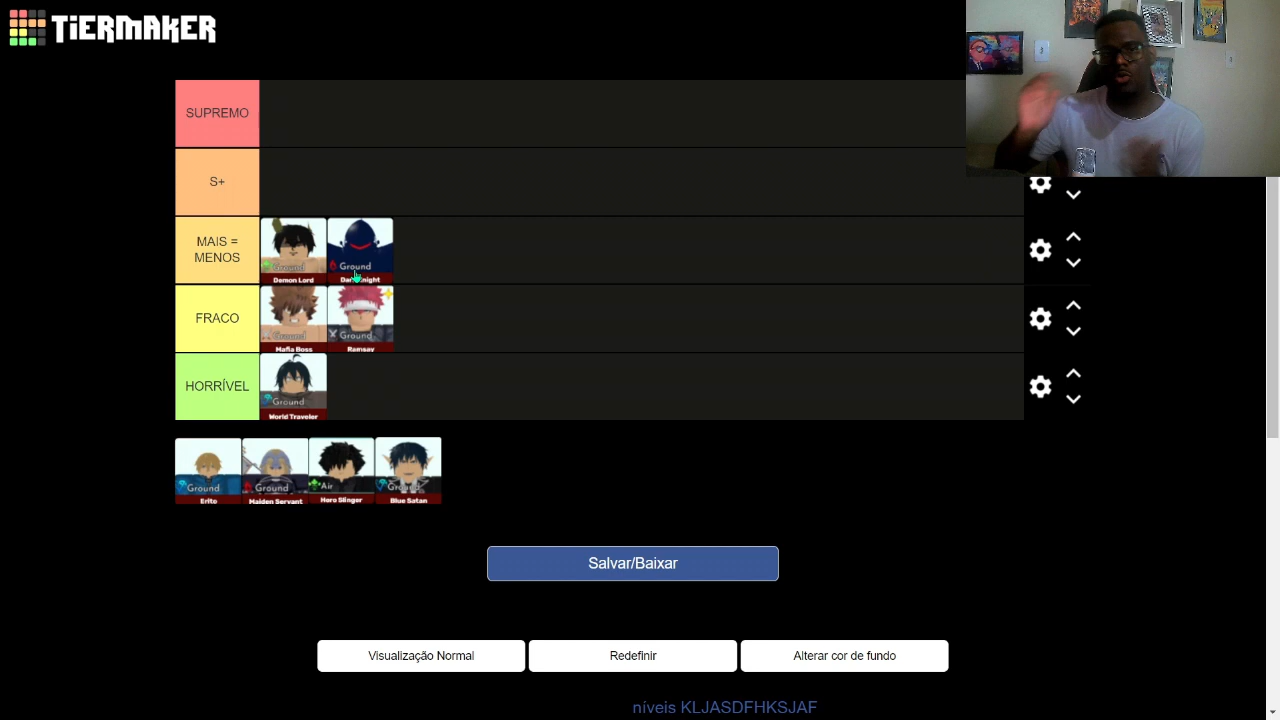 TiERMAKER
SUPREMO
S+
MAIS =
MENOS
Ground
Demon Lord
Ground
FRACO
Ground
Mafia Boss
Ground
Ramsay
HORRÍVEL
Ground
World Traveler
Ground
Erito
Ground
Maiden Servant
Air
Hero Slinger
Ground
Blue Satan
Salvar/Baixar
Visualização Normal
Redefinir
Alterar cor de fundo
níveis KLJASDFHKSJAF